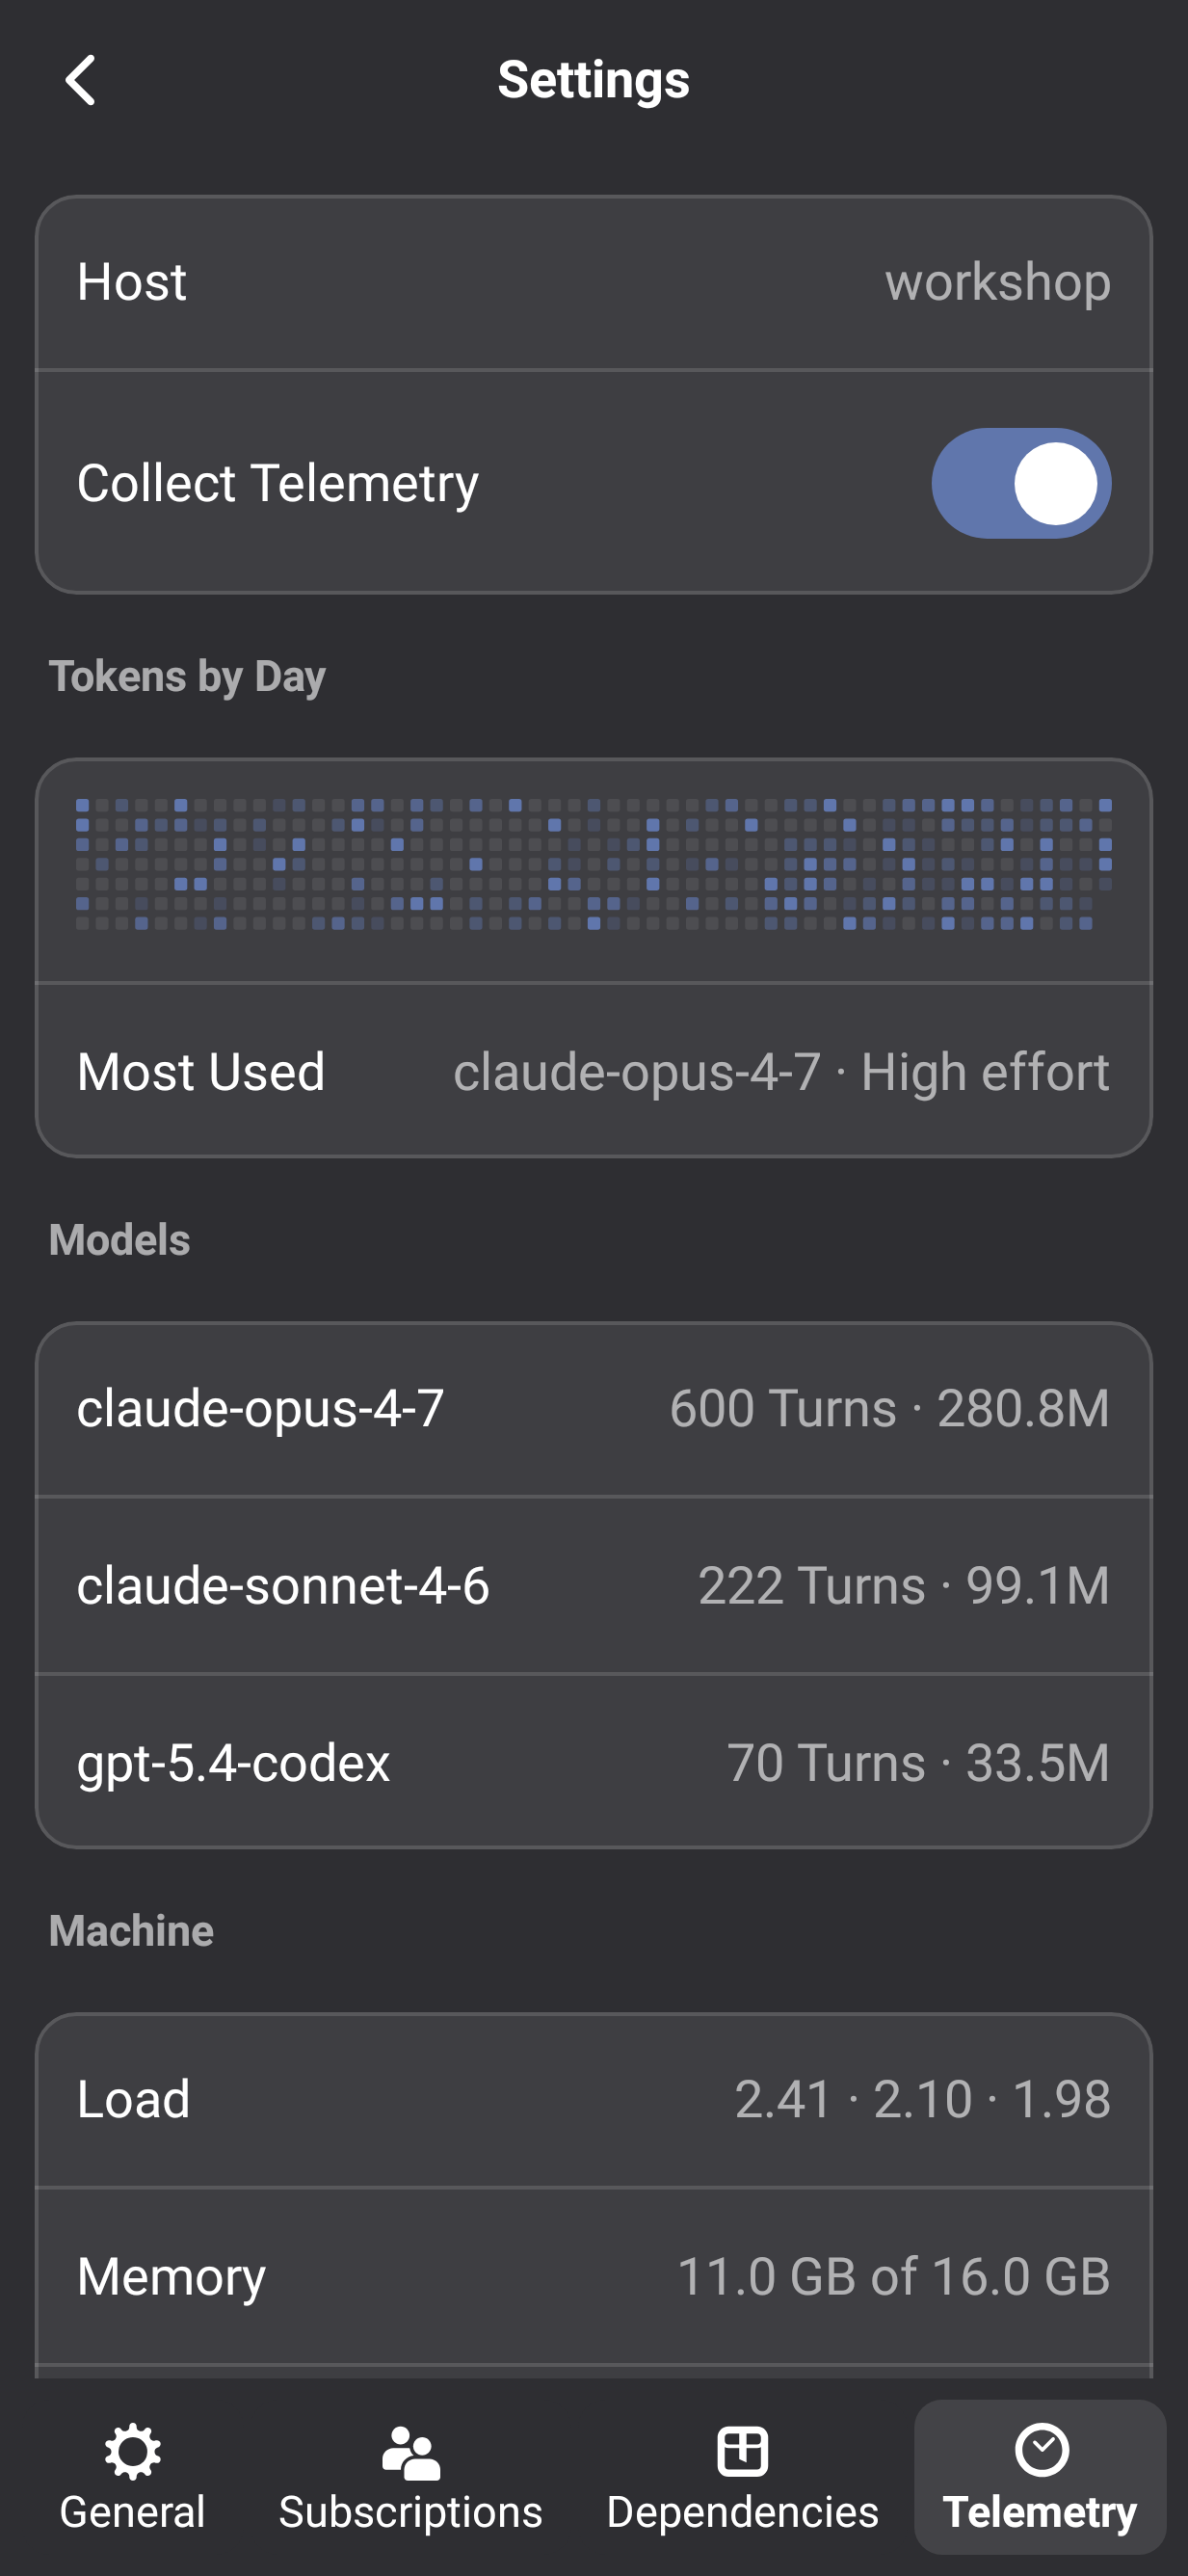 Settings
Host workshop
Collect Telemetry
Tokens by Day
Most Used claude-opus-4-7 · High effort
Models
claude-opus-4-7 600 Turns · 280.8M
claude-sonnet-4-6 222 Turns · 99.1M
gpt-5.4-codex 70 Turns · 33.5M
Machine
Load 2.41 · 2.10 · 1.98
Memory 11.0 GB of 16.0 GB
General Subscriptions Dependencies Telemetry